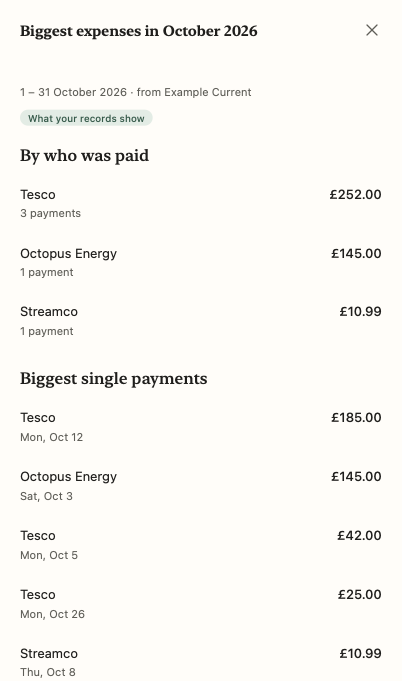 Biggest expenses in October 2026
1 – 31 October 2026 · from Example Current
What your records show
By who was paid
Tesco £252.00
3 payments
Octopus Energy £145.00
1 payment
Streamco £10.99
1 payment
Biggest single payments
Tesco £185.00
Mon, Oct 12
Octopus Energy £145.00
Sat, Oct 3
Tesco £42.00
Mon, Oct 5
Tesco £25.00
Mon, Oct 26
Streamco £10.99
Thu, Oct 8